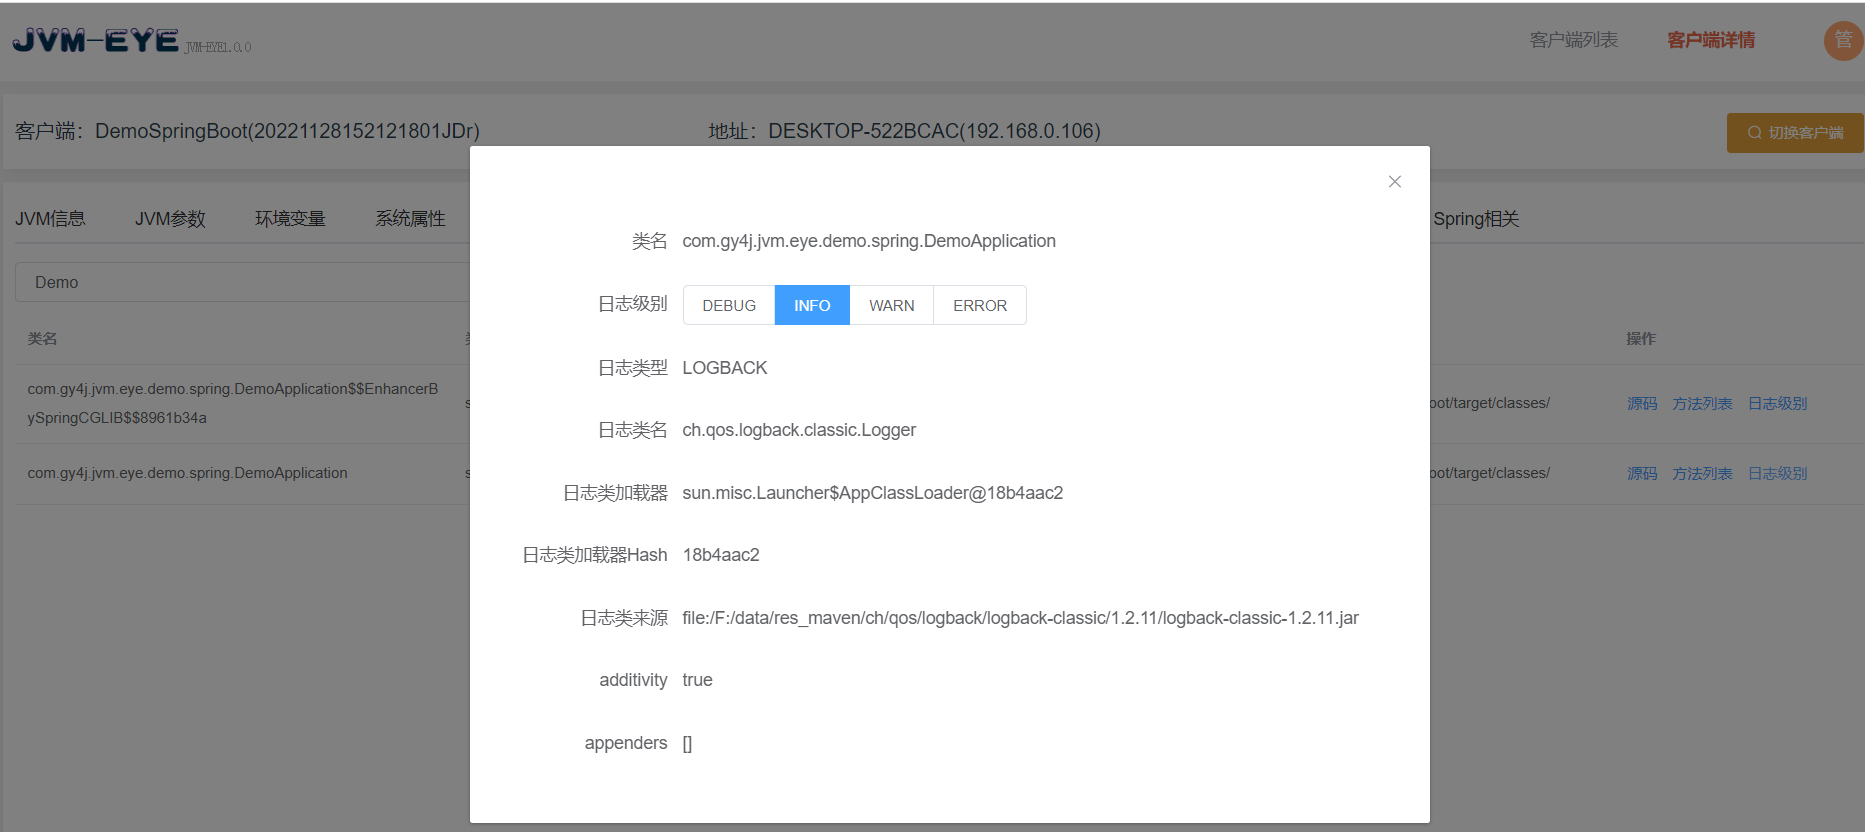 JVM-EYE JVM-EYE1.0.0
客户端列表
客户端详情
管
客户端：DemoSpringBoot(20221128152121801JDr)
地址：DESKTOP-522BCAC(192.168.0.106)
切换客户端
JVM信息
JVM参数
环境变量
系统属性
Spring相关
Demo
类名
操作
com.gy4j.jvm.eye.demo.spring.DemoApplication$$EnhancerB
ySpringCGLIB$$8961b34a
s
oot/target/classes/
源码 方法列表 日志级别
com.gy4j.jvm.eye.demo.spring.DemoApplication
s
oot/target/classes/
源码 方法列表 日志级别
类名 com.gy4j.jvm.eye.demo.spring.DemoApplication
日志级别 DEBUG INFO WARN ERROR
日志类型 LOGBACK
日志类名 ch.qos.logback.classic.Logger
日志类加载器 sun.misc.Launcher$AppClassLoader@18b4aac2
日志类加载器Hash 18b4aac2
日志类来源 file:/F:/data/res_maven/ch/qos/logback/logback-classic/1.2.11/logback-classic-1.2.11.jar
additivity true
appenders []